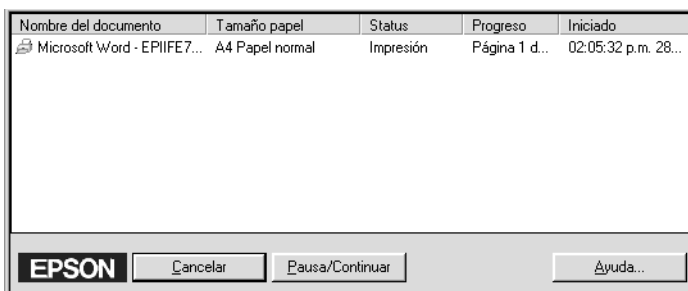 Nombre del documento Tamaño papel Status Progreso Iniciado
Microsoft Word - EPIIFE7... A4 Papel normal Impresión Página 1 d... 02:05:32 p.m. 28...
EPSON Cancelar Pausa/Continuar Ayuda...